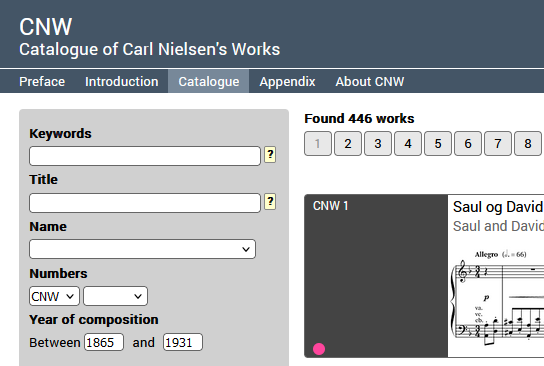 CNW
Catalogue of Carl Nielsen's Works
Preface Introduction Catalogue Appendix About CNW
Keywords
?
Title
?
Name
Numbers
CNW
Year of composition
Between 1865 and 1931
Found 446 works
1 2 3 4 5 6 7 8
CNW 1
Saul og David
Saul and David
Allegro (𝅗𝅥. = 66)
p
va.
vc.
cb.